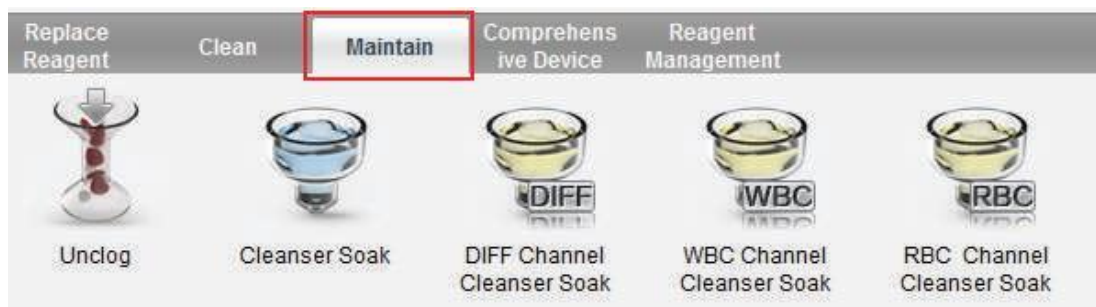 Replace
Reagent
Clean
Maintain
Comprehens
ive Device
Reagent
Management
DIFF
WBC
RBC
Unclog
Cleanser Soak
DIFF Channel
Cleanser Soak
WBC Channel
Cleanser Soak
RBC Channel
Cleanser Soak